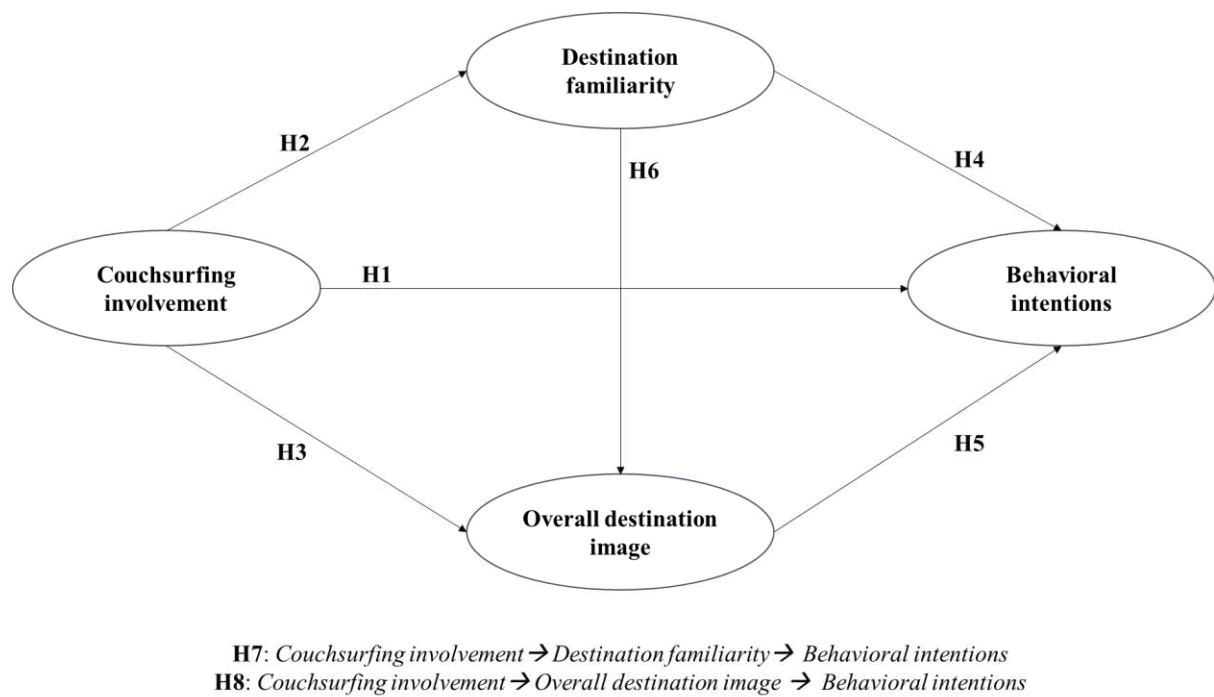 Destination
familiarity
H2
H4
H6
Couchsurfing
involvement
H1
Behavioral
intentions
H3
H5
Overall destination
image
H7: Couchsurfing involvement → Destination familiarity → Behavioral intentions
H8: Couchsurfing involvement → Overall destination image → Behavioral intentions